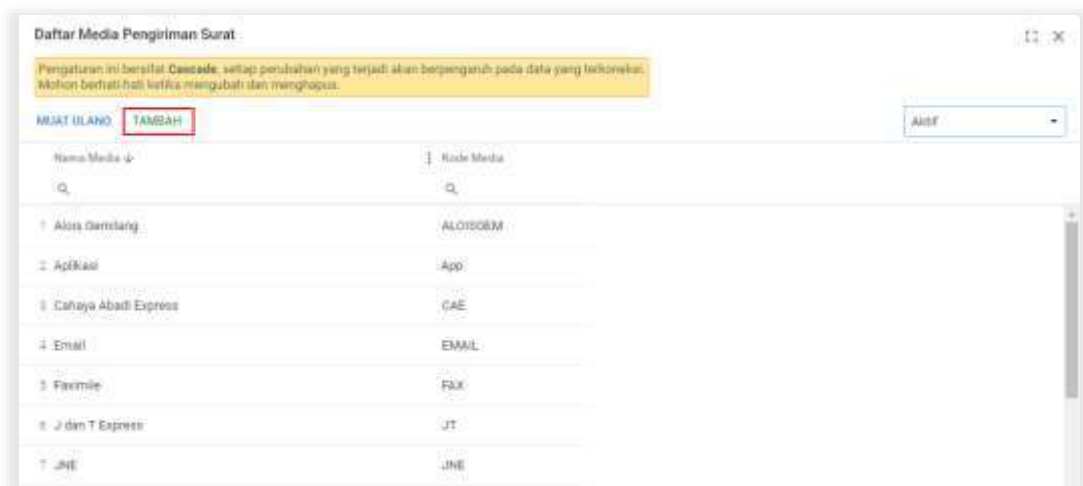 Daftar Media Pengiriman Surat
Pengaturan ini bersifat Cascade, setiap perubahan yang terjadi akan berpengaruh pada data yang terkoneksi.
Mohon berhati-hati ketika mengubah dan menghapus.
MUAT ULANG TAMBAH Aktif
Nama Media Kode Media
1 Alois Gemilang ALOISGEM
2 Aplikasi App
3 Cahaya Abadi Express CAE
4 Email EMAIL
5 Faximile FAX
6 J dan T Express JT
7 JNE JNE